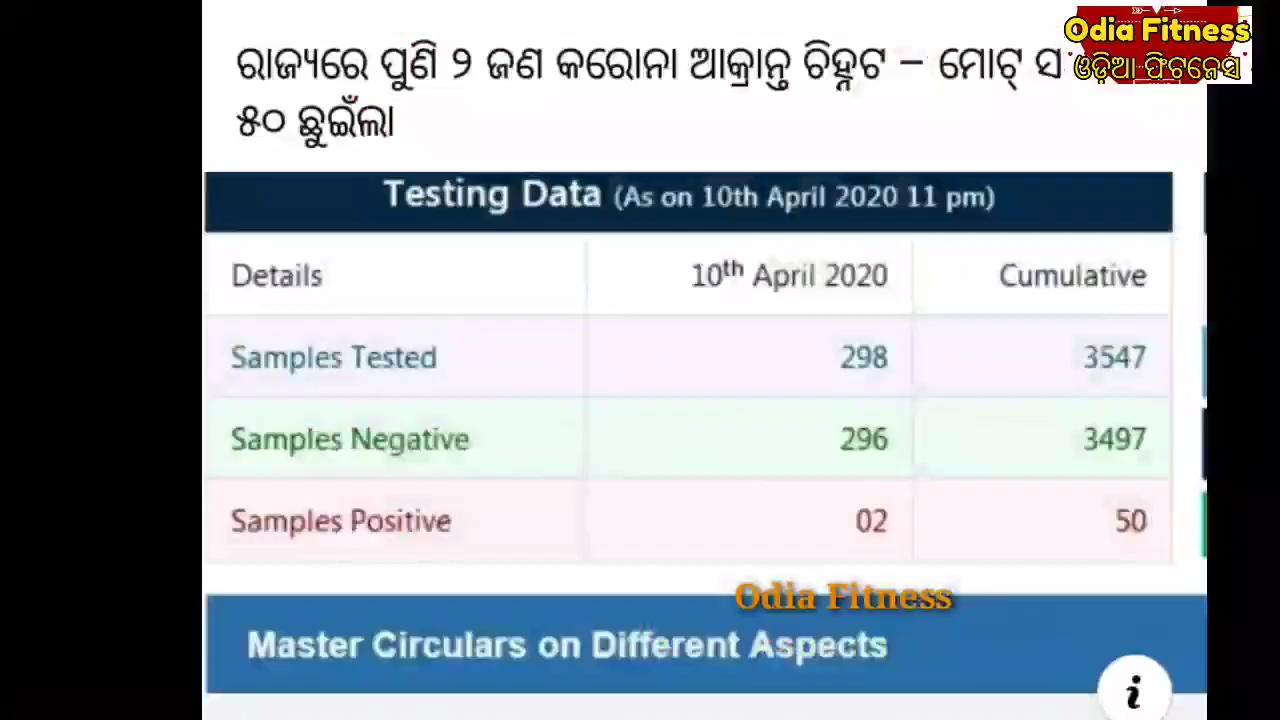 Odia Fitness
ଓଡ଼ିଆ ଫିଟନେସ
ରାଜ୍ୟରେ ପୁଣି ୨ ଜଣ କରୋନା ଆକ୍ରାନ୍ତ ଚିହ୍ନଟ – ମୋଟ୍ ସ
୫୦ ଛୁଇଁଲା
Testing Data (As on 10th April 2020 11 pm)
Details 10th April 2020 Cumulative
Samples Tested 298 3547
Samples Negative 296 3497
Samples Positive 02 50
Odia Fitness
Master Circulars on Different Aspects
i